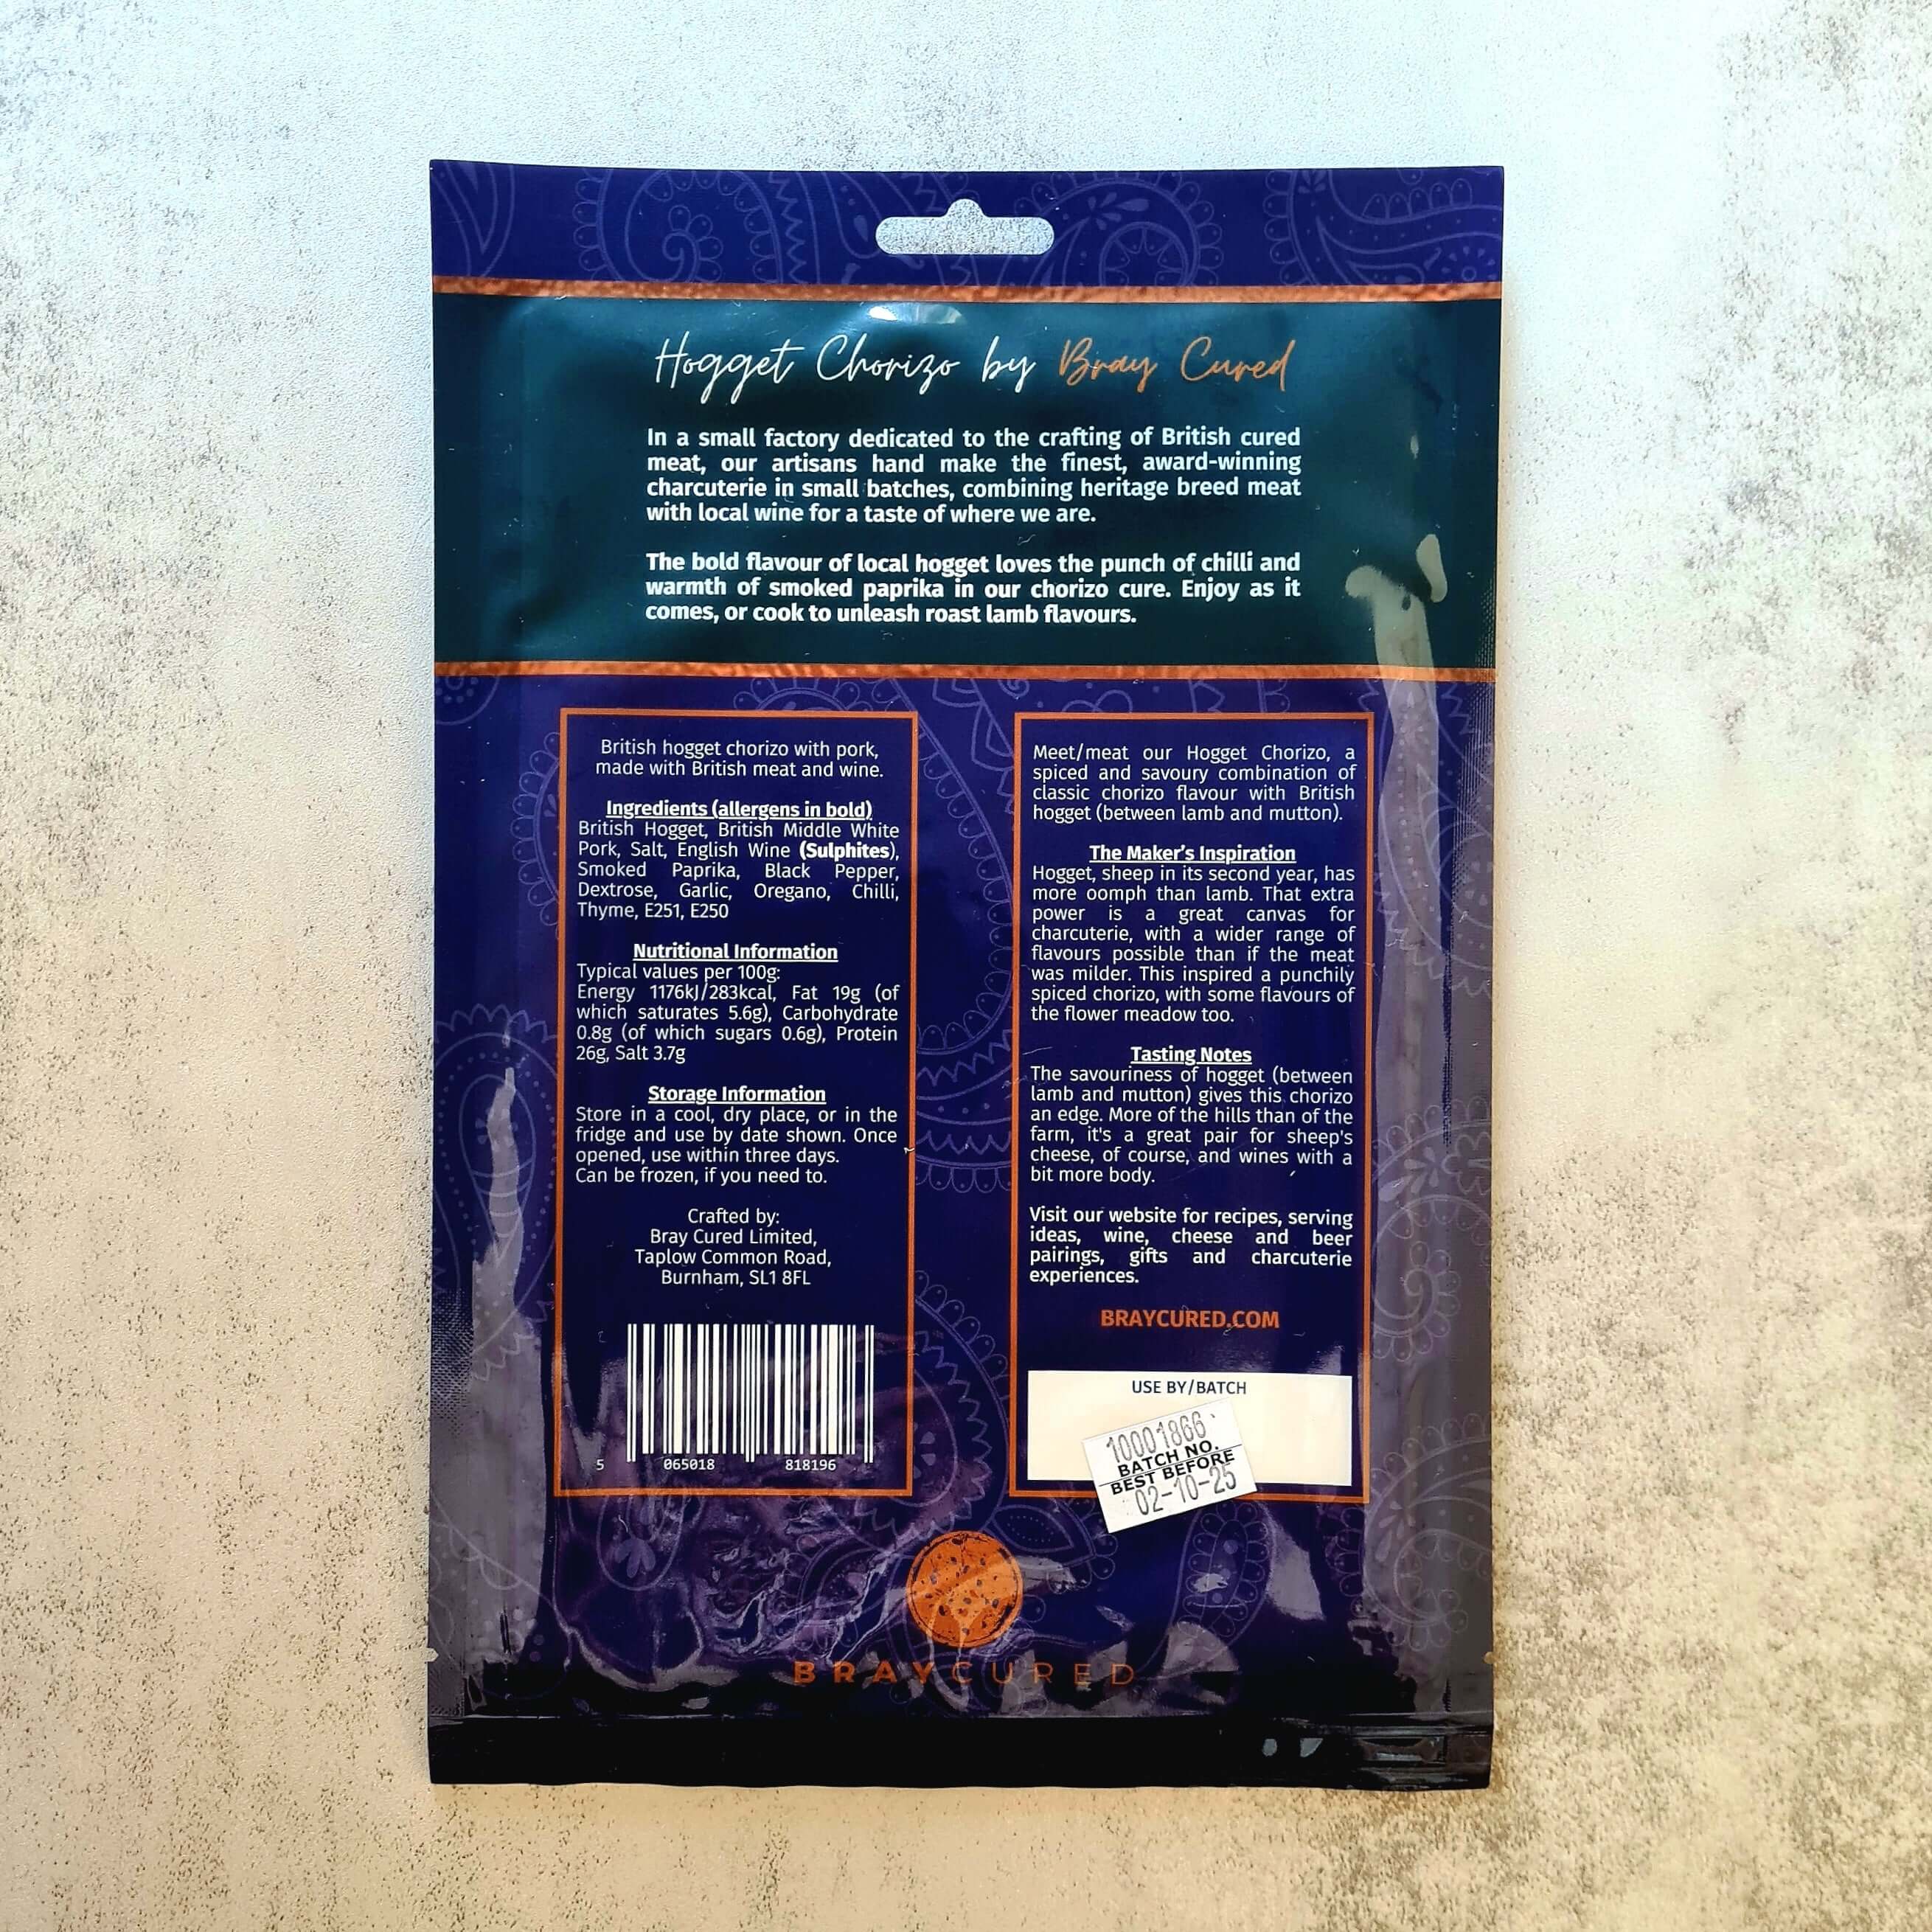 Hogget Chorizo by Bray Cured
In a small factory dedicated to the crafting of British cured
meat, our artisans hand make the finest, award-winning
charcuterie in small batches, combining heritage breed meat
with local wine for a taste of where we are.
The bold flavour of local hogget loves the punch of chilli and
warmth of smoked paprika in our chorizo cure. Enjoy as it
comes, or cook to unleash roast lamb flavours.
British hogget chorizo with pork,
made with British meat and wine.
Ingredients (allergens in bold)
British Hogget, British Middle White
Pork, Salt, English Wine (Sulphites),
Smoked Paprika, Black Pepper,
Dextrose, Garlic, Oregano, Chilli,
Thyme, E251, E250
Nutritional Information
Typical values per 100g:
Energy 1176kJ/283kcal, Fat 19g (of
which saturates 5.6g), Carbohydrate
0.8g (of which sugars 0.6g), Protein
26g, Salt 3.7g
Storage Information
Store in a cool, dry place, or in the
fridge and use by date shown. Once
opened, use within three days.
Can be frozen, if you need to.
Crafted by:
Bray Cured Limited,
Taplow Common Road,
Burnham, SL1 8FL
5 065018 818196
Meet/meat our Hogget Chorizo, a
spiced and savoury combination of
classic chorizo flavour with British
hogget (between lamb and mutton).
The Maker's Inspiration
Hogget, sheep in its second year, has
more oomph than lamb. That extra
power is a great canvas for
charcuterie, with a wider range of
flavours possible than if the meat
was milder. This inspired a punchily
spiced chorizo, with some flavours of
the flower meadow too.
Tasting Notes
The savouriness of hogget (between
lamb and mutton) gives this chorizo
an edge. More of the hills than of the
farm, it's a great pair for sheep's
cheese, of course, and wines with a
bit more body.
Visit our website for recipes, serving
ideas, wine, cheese and beer
pairings, gifts and charcuterie
experiences.
BRAYCURED.COM
USE BY/BATCH
10001866
BATCH NO.
BEST BEFORE
02-10-25
BRAYCURED